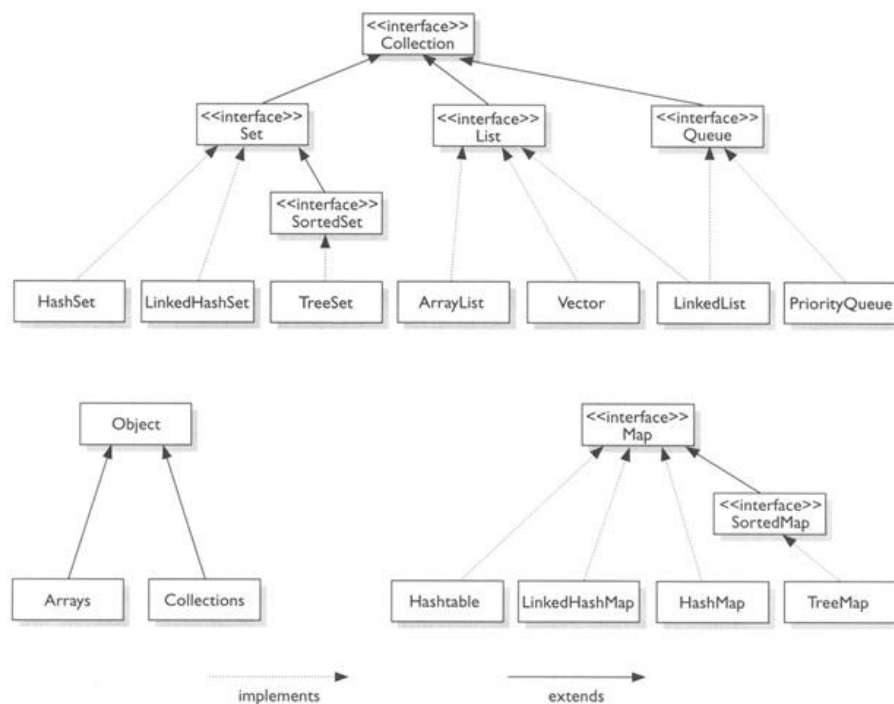 <<interface>>
Collection
<<interface>>
Set
<<interface>>
List
<<interface>>
Queue
<<interface>>
SortedSet
HashSet
LinkedHashSet
TreeSet
ArrayList
Vector
LinkedList
PriorityQueue
Object
<<interface>>
Map
<<interface>>
SortedMap
Arrays
Collections
Hashtable
LinkedHashMap
HashMap
TreeMap
implements
extends